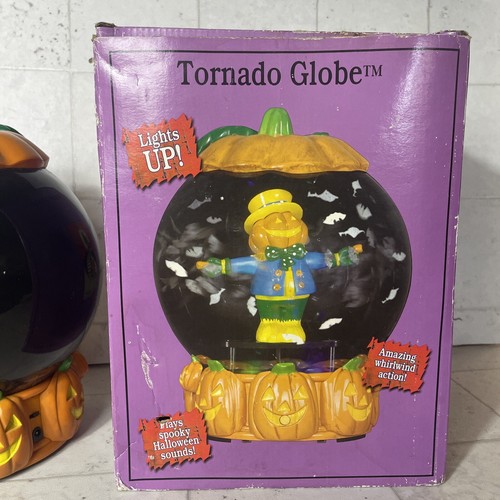 Tornado Globe™
Lights
UP!
Amazing
whirlwind
action!
Plays
spooky
Halloween
sounds!